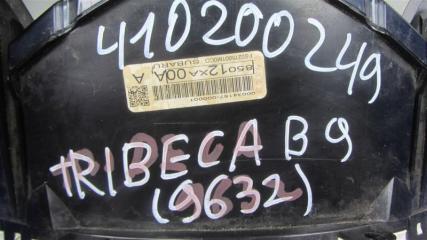 410200249
85012XA00A A
SUBARU
TRIBECA B9
(9632)